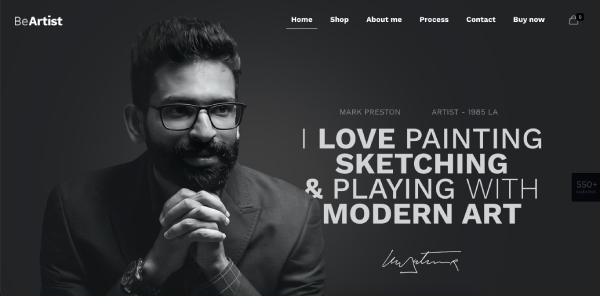 BeArtist
Home Shop About me Process Contact Buy now 0
MARK PRESTON ARTIST - 1985 LA
I LOVE PAINTING
SKETCHING
& PLAYING WITH
MODERN ART
550+